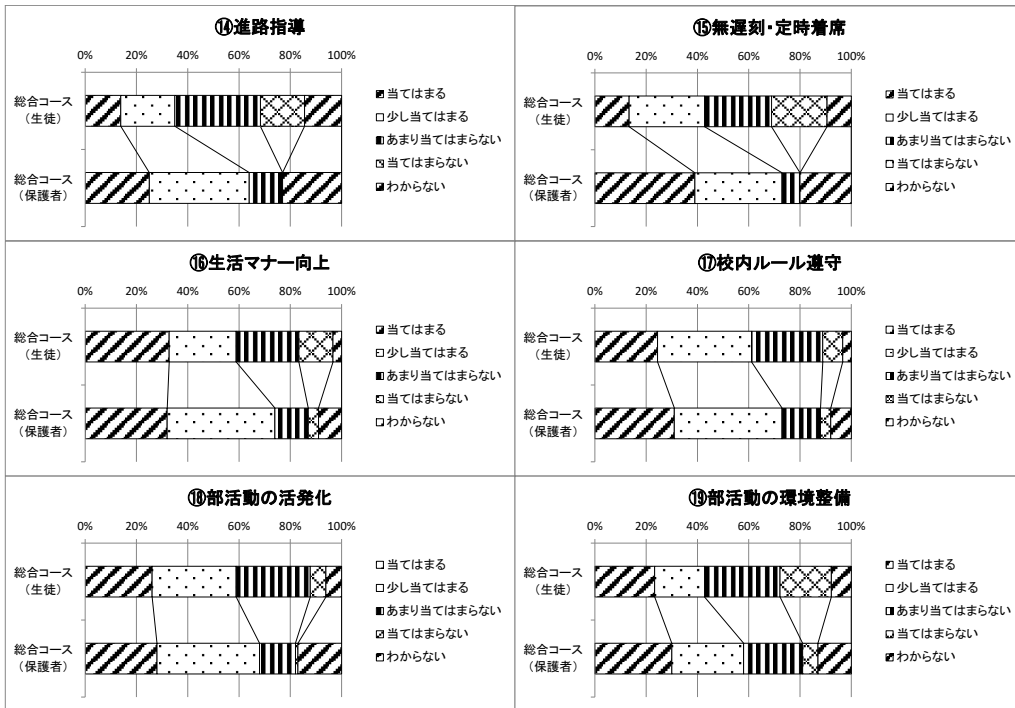 ⑭進路指導
0% 20% 40% 60% 80% 100%
総合コース
(生徒)
総合コース
(保護者)
当てはまる
少し当てはまる
あまり当てはまらない
当てはまらない
わからない
⑮無遅刻・定時着席
0% 20% 40% 60% 80% 100%
総合コース
(生徒)
総合コース
(保護者)
当てはまる
少し当てはまる
あまり当てはまらない
当てはまらない
わからない
⑯生活マナー向上
0% 20% 40% 60% 80% 100%
総合コース
(生徒)
総合コース
(保護者)
当てはまる
少し当てはまる
あまり当てはまらない
当てはまらない
わからない
⑰校内ルール遵守
0% 20% 40% 60% 80% 100%
総合コース
(生徒)
総合コース
(保護者)
当てはまる
少し当てはまる
あまり当てはまらない
当てはまらない
わからない
⑱部活動の活発化
0% 20% 40% 60% 80% 100%
総合コース
(生徒)
総合コース
(保護者)
当てはまる
少し当てはまる
あまり当てはまらない
当てはまらない
わからない
⑲部活動の環境整備
0% 20% 40% 60% 80% 100%
総合コース
(生徒)
総合コース
(保護者)
当てはまる
少し当てはまる
あまり当てはまらない
当てはまらない
わからない